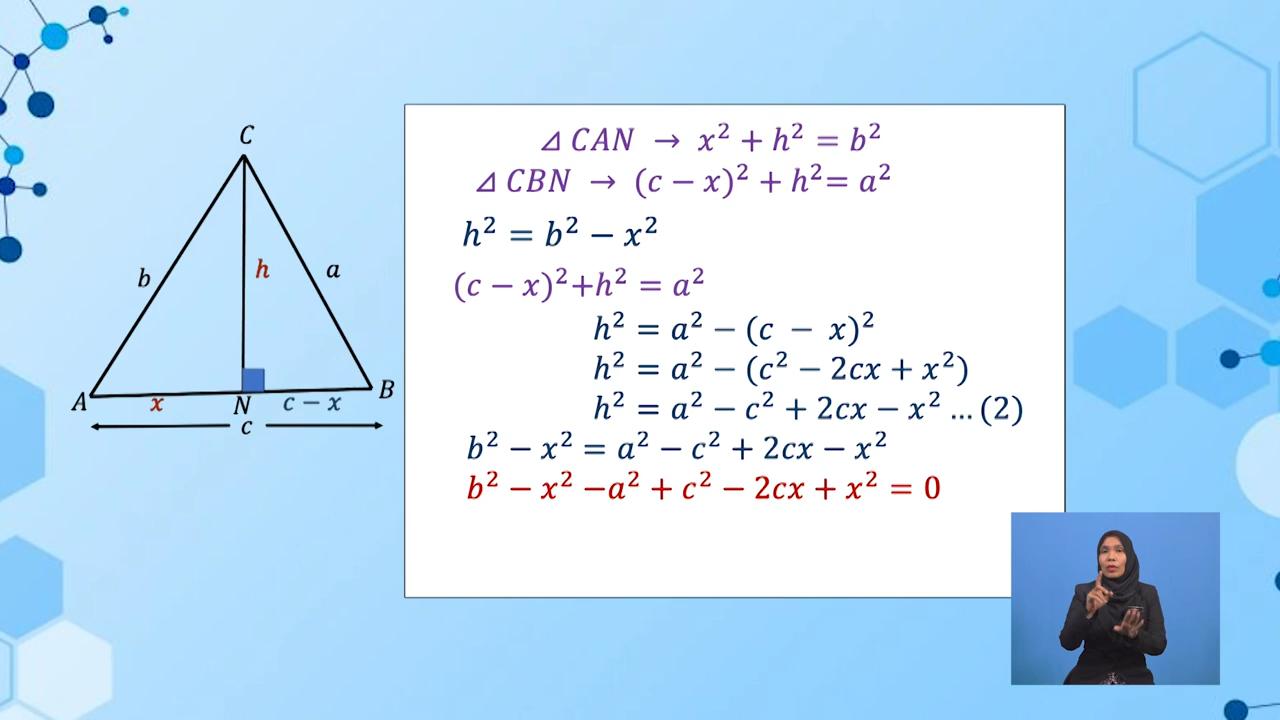 C
b
h
a
A
x
N
c − x
B
c
⊿ CAN → x² + h² = b²
⊿ CBN → (c − x)² + h²= a²
h² = b² − x²
(c − x)²+h² = a²
h² = a² − (c − x)²
h² = a² − (c² − 2cx + x²)
h² = a² − c² + 2cx − x² … (2)
b² − x² = a² − c² + 2cx − x²
b² − x² −a² + c² − 2cx + x² = 0